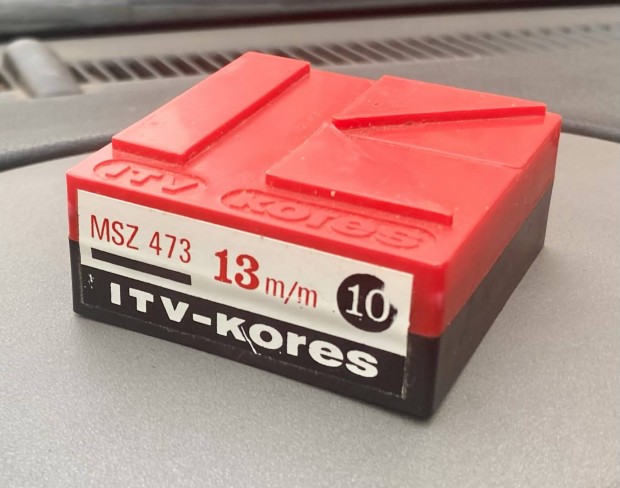 ITV Kores
MSZ 473 13 m/m 10
ITV-Kores